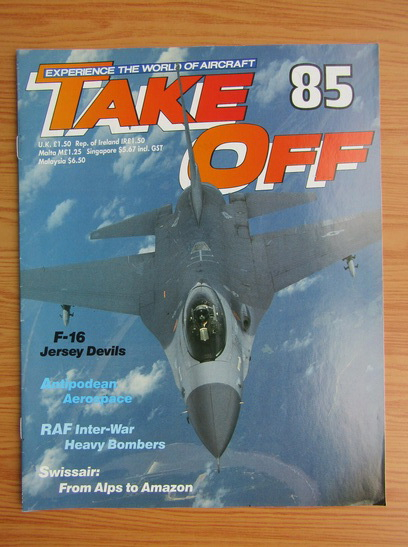 EXPERIENCE THE WORLD OF AIRCRAFT
TAKE
OFF
85
U.K. £1.50 Rep. of Ireland IR£1.50
Malta M£1.25 Singapore $5.67 incl. GST
Malaysia $6.50
F-16
Jersey Devils
Antipodean
Aerospace
RAF Inter-War
Heavy Bombers
Swissair:
From Alps to Amazon